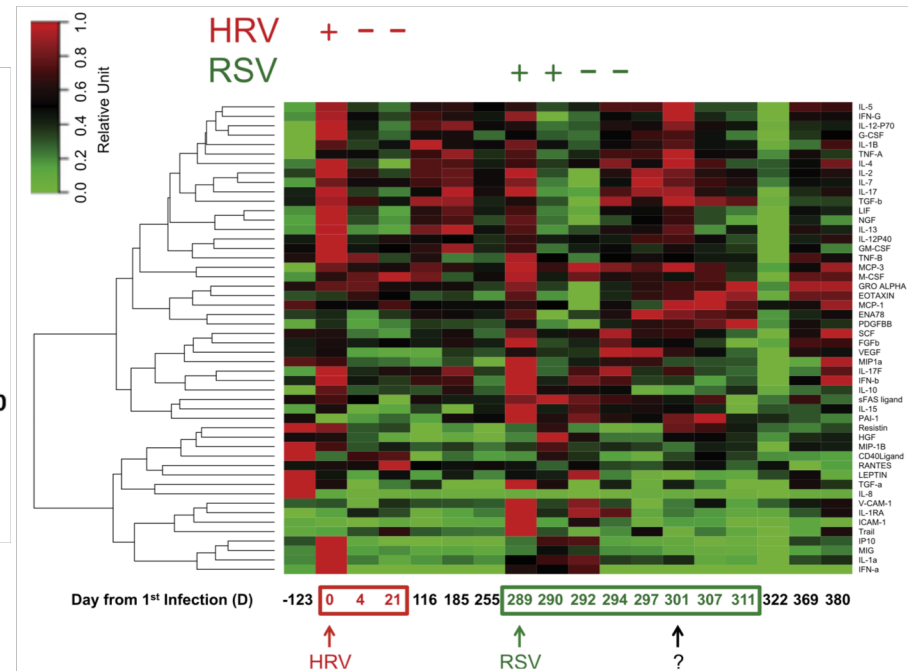 HRV + − −
RSV + + − −
0.0 0.2 0.4 0.6 0.8 1.0
Relative Unit
IL-5
IFN-G
IL-12-P70
G-CSF
IL-1B
TNF-A
IL-4
IL-2
IL-7
IL-17
TGF-b
LIF
NGF
IL-13
IL-12P40
GM-CSF
TNF-B
MCP-3
M-CSF
GRO ALPHA
EOTAXIN
MCP-1
ENA78
PDGFBB
SCF
FGFb
VEGF
MIP1a
IL-17F
IFN-b
IL-10
sFAS ligand
IL-15
PAI-1
Resistin
HGF
MIP-1B
CD40Ligand
RANTES
LEPTIN
TGF-a
IL-8
V-CAM-1
IL-1RA
ICAM-1
Trail
IP10
MIG
IL-1a
IFN-a
Day from 1st Infection (D) -123 0 4 21 116 185 255 289 290 292 294 297 301 307 311 322 369 380
HRV RSV ?